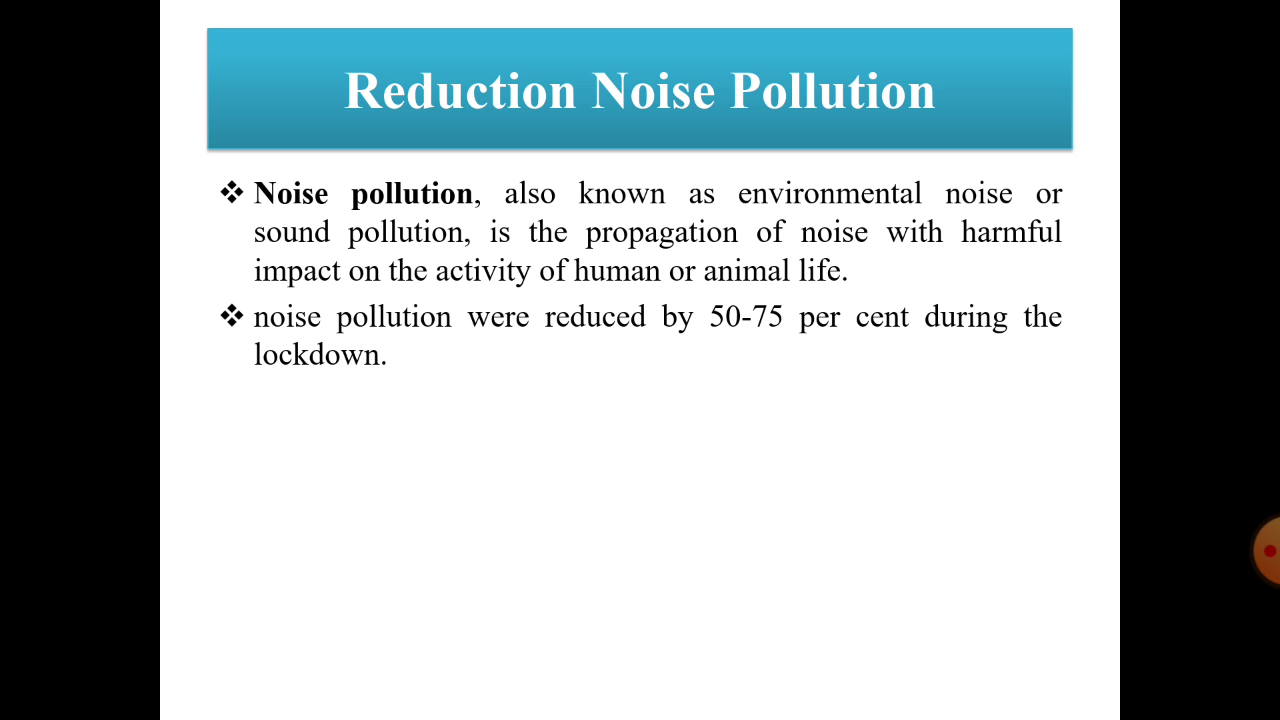 Reduction Noise Pollution
❖ Noise pollution, also known as environmental noise or
sound pollution, is the propagation of noise with harmful
impact on the activity of human or animal life.
❖ noise pollution were reduced by 50-75 per cent during the
lockdown.